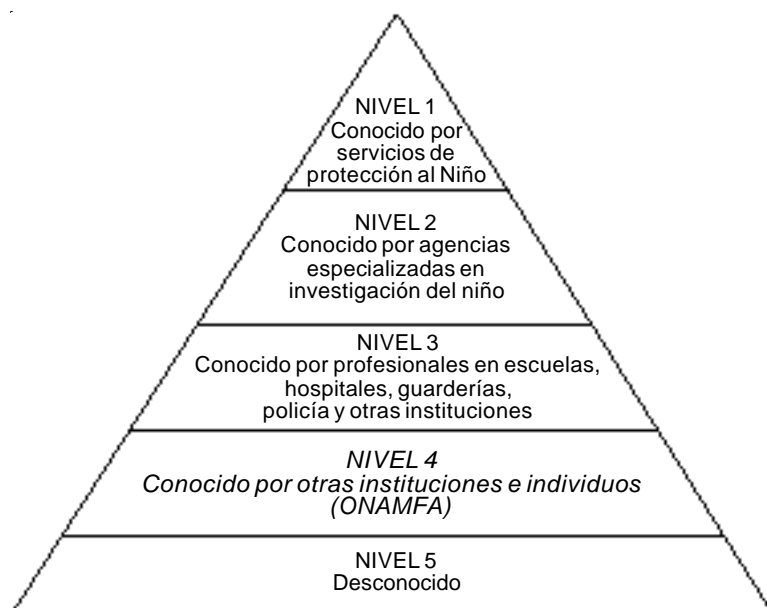 NIVEL 1
Conocido por
servicios de
protección al Niño
NIVEL 2
Conocido por agencias
especializadas en
investigación del niño
NIVEL 3
Conocido por profesionales en escuelas,
hospitales, guarderías,
policía y otras instituciones
NIVEL 4
Conocido por otras instituciones e individuos
(ONAMFA)
NIVEL 5
Desconocido